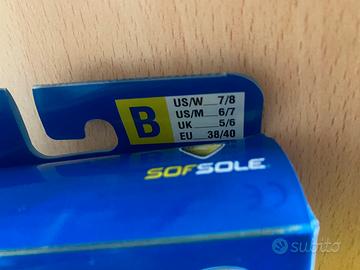 B
US/W 7/8
US/M 6/7
UK 5/6
EU 38/40
SOFSOLE
subito